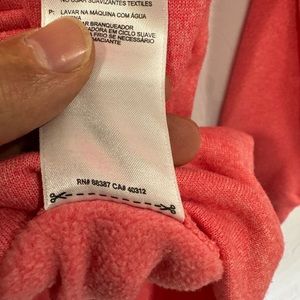 NO USAR SUAVIZANTES TEXTILES
P: LAVAR NA MÁQUINA COM ÁGUA
AR BRANQUEADOR
ADORA EM CICLO SUAVE
A FRIO SE NECESSÁRIO
RN# 88387 CA# 40312